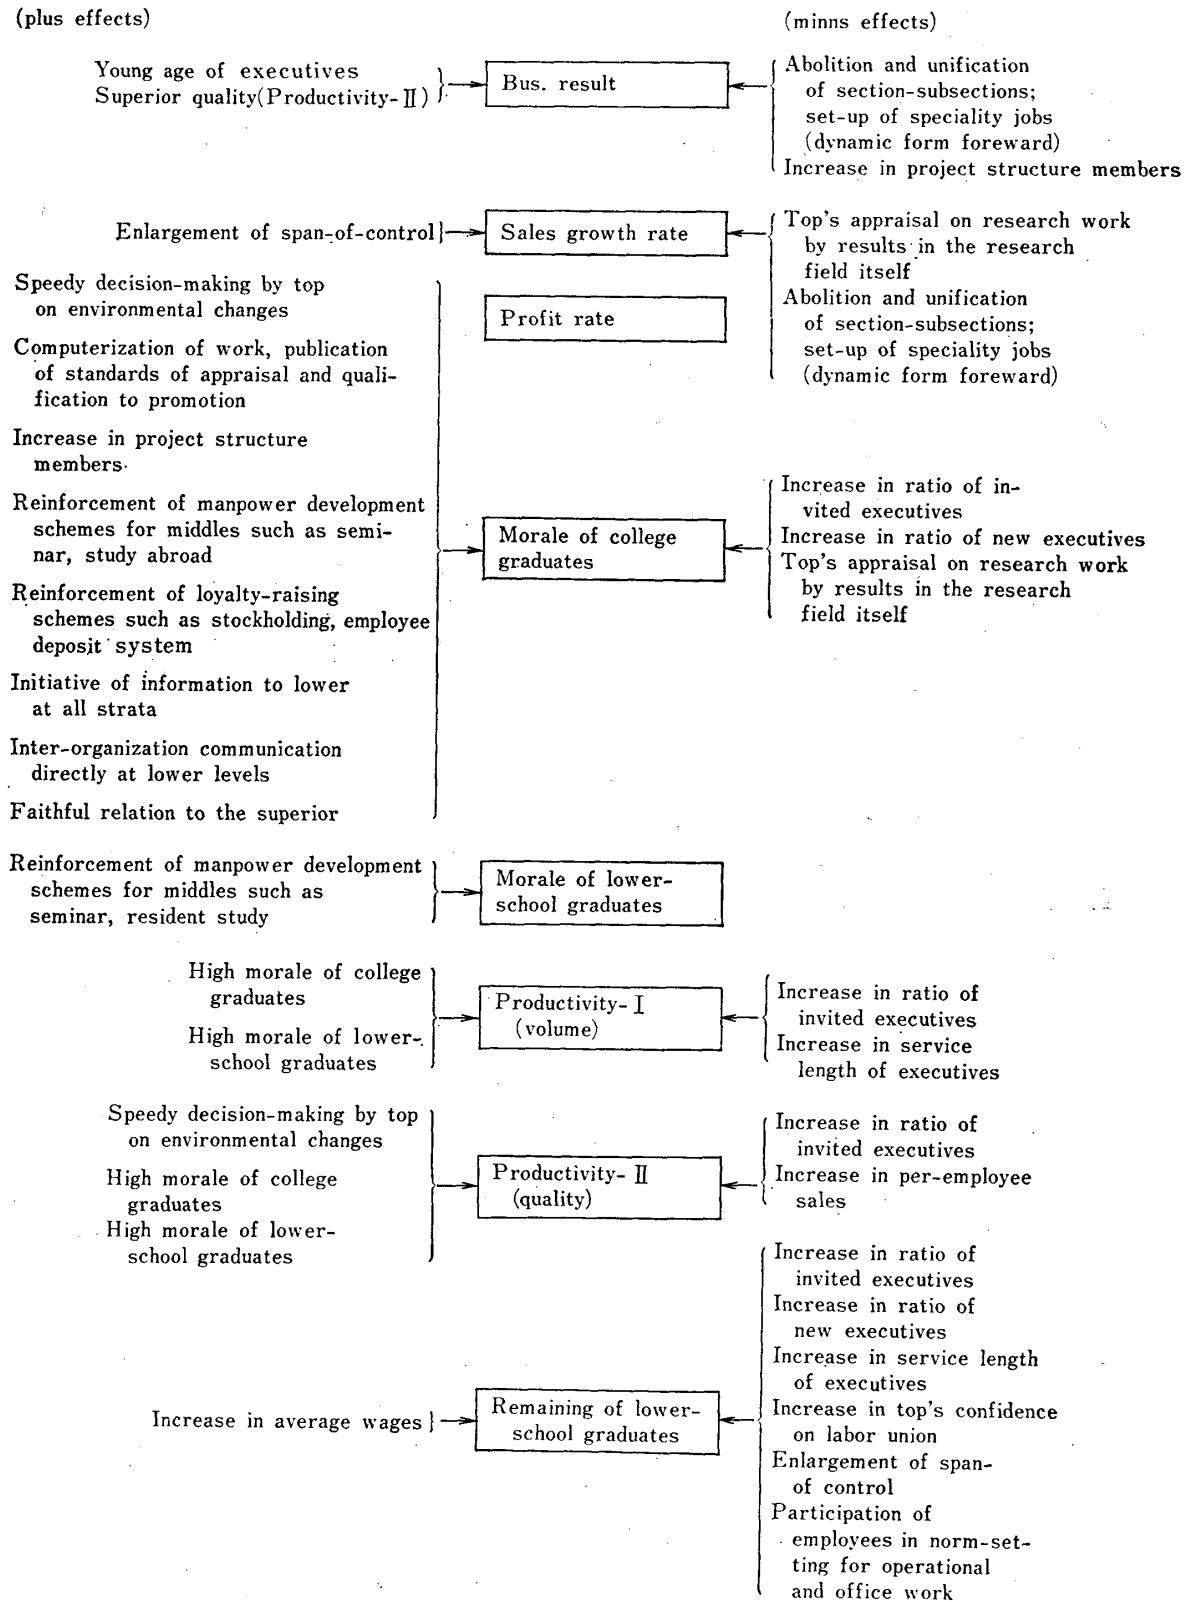 (plus effects)
(minns effects)
Young age of executives
Superior quality(Productivity-II)
Bus. result
Abolition and unification
of section-subsections;
set-up of speciality jobs
(dynamic form foreward)
Increase in project structure members
Enlargement of span-of-control
Sales growth rate
Top's appraisal on research work
by results in the research
field itself
Abolition and unification
of section-subsections;
set-up of speciality jobs
(dynamic form foreward)
Profit rate
Speedy decision-making by top
on environmental changes
Computerization of work, publication
of standards of appraisal and quali-
fication to promotion
Increase in project structure
members
Reinforcement of manpower development
schemes for middles such as semi-
nar, study abroad
Reinforcement of loyalty-raising
schemes such as stockholding, employee
deposit system
Initiative of information to lower
at all strata
Inter-organization communication
directly at lower levels
Faithful relation to the superior
Morale of college
graduates
Increase in ratio of in-
vited executives
Increase in ratio of new executives
Top's appraisal on research work
by results in the research
field itself
Reinforcement of manpower development
schemes for middles such as
seminar, resident study
Morale of lower-
school graduates
High morale of college
graduates
High morale of lower-
school graduates
Productivity-I
(volume)
Increase in ratio of
invited executives
Increase in service
length of executives
Speedy decision-making by top
on environmental changes
High morale of college
graduates
High morale of lower-
school graduates
Productivity-II
(quality)
Increase in ratio of
invited executives
Increase in per-employee
sales
Increase in average wages
Remaining of lower-
school graduates
Increase in ratio of
invited executives
Increase in ratio of
new executives
Increase in service length
of executives
Increase in top's confidence
on labor union
Enlargement of span-
of control
Participation of
employees in norm-set-
ting for operational
and office work